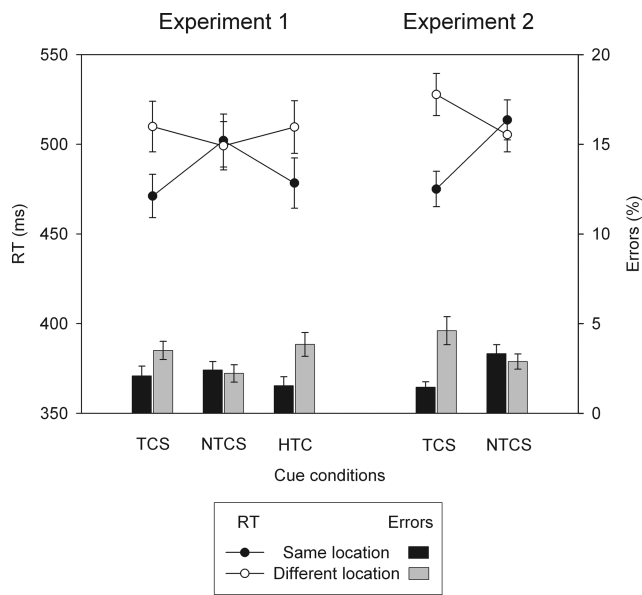 Experiment 1 Experiment 2
550
500
450
400
350
RT (ms)
20
15
10
5
0
Errors (%)
TCS NTCS HTC TCS NTCS
Cue conditions
RT Errors
Same location
Different location